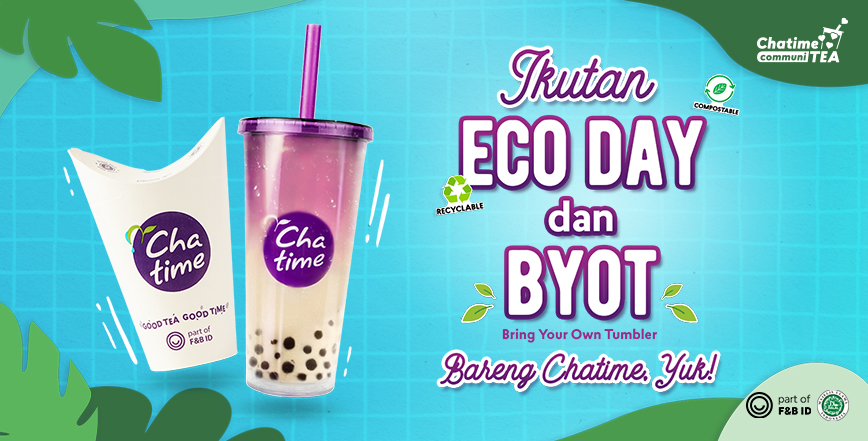 Chatime
communiTEA
Ikutan
COMPOSTABLE
ECO DAY
RECYCLABLE
dan
BYOT
Bring Your Own Tumbler
Bareng Chatime, Yuk!
Cha
time
GOOD TEA GOOD TIME
part of
F&B ID
Cha
time
part of
F&B ID